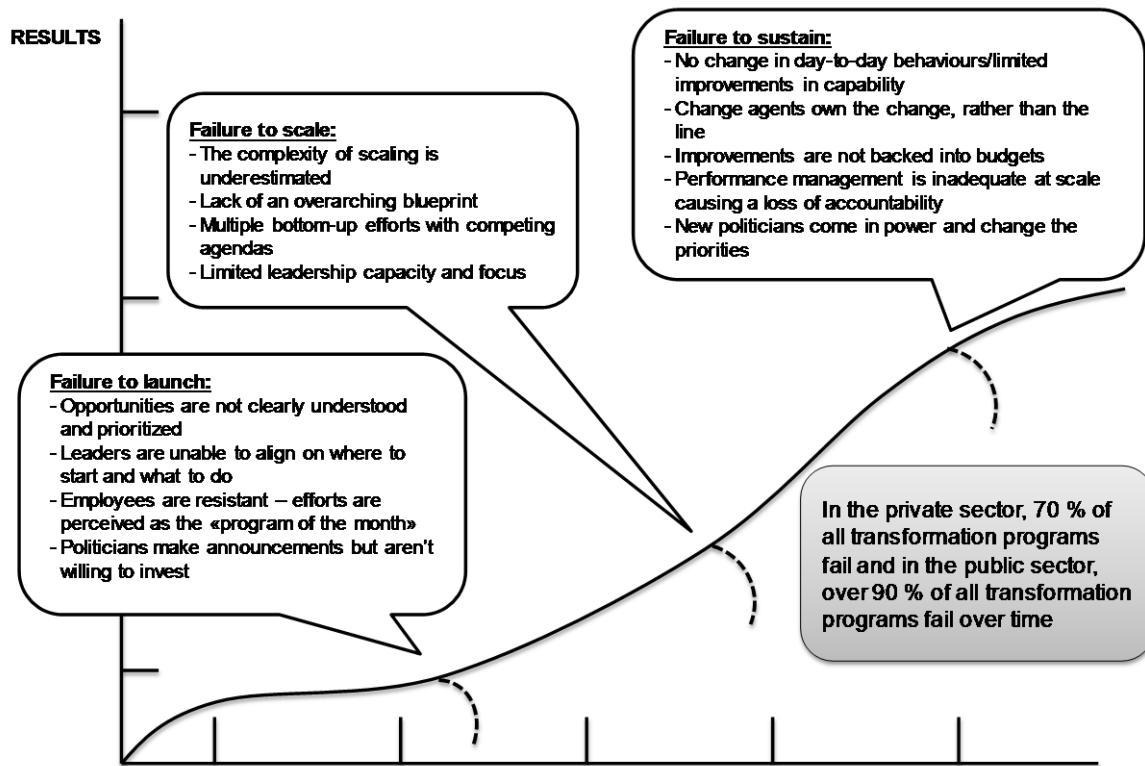 RESULTS
Failure to sustain:
- No change in day-to-day behaviours/limited
improvements in capability
- Change agents own the change, rather than the
line
- Improvements are not backed into budgets
- Performance management is inadequate at scale
causing a loss of accountability
- New politicians come in power and change the
priorities
Failure to scale:
- The complexity of scaling is
underestimated
- Lack of an overarching blueprint
- Multiple bottom-up efforts with competing
agendas
- Limited leadership capacity and focus
Failure to launch:
- Opportunities are not clearly understood
and prioritized
- Leaders are unable to align on where to
start and what to do
- Employees are resistant – efforts are
perceived as the «program of the month»
- Politicians make announcements but aren't
willing to invest
In the private sector, 70 % of
all transformation programs
fail and in the public sector,
over 90 % of all transformation
programs fail over time